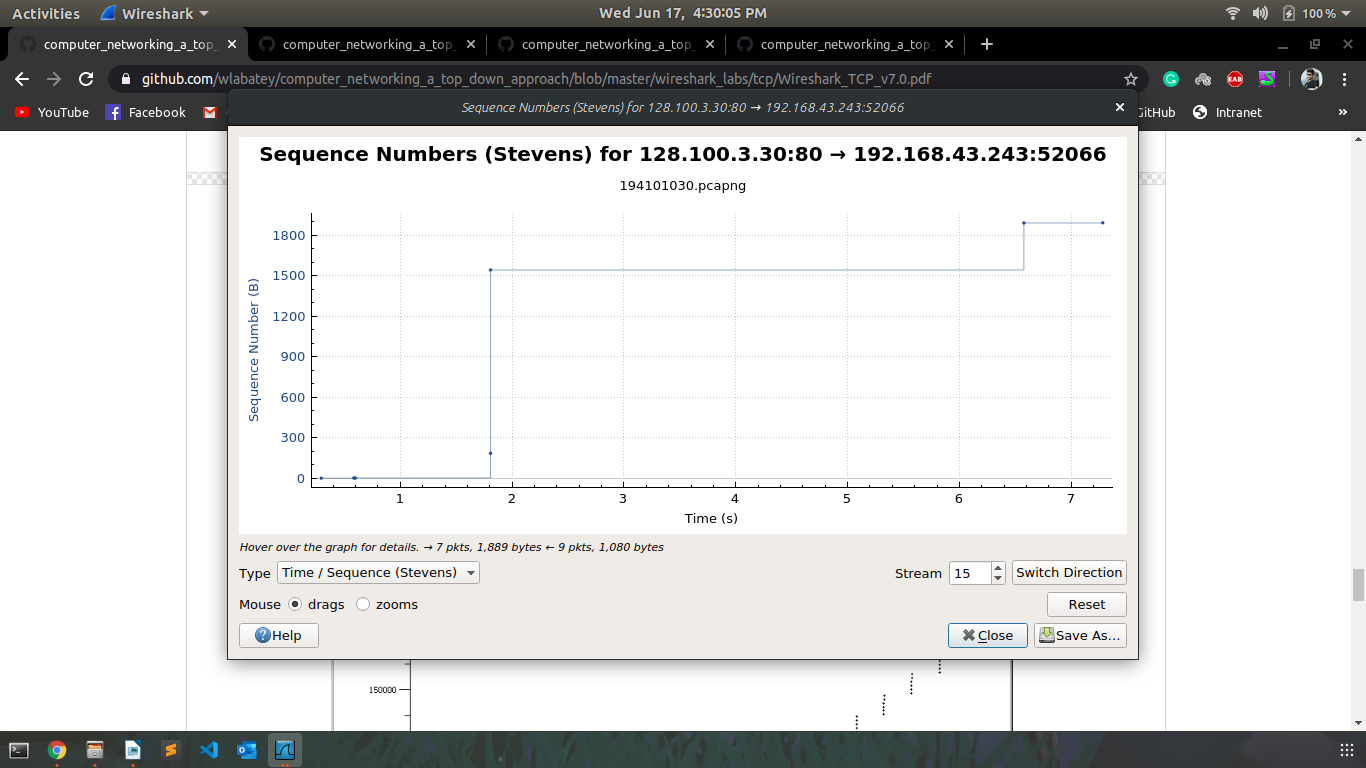 Activities Wireshark Wed Jun 17, 4:30:05 PM 100 %
computer_networking_a_top_ computer_networking_a_top_ computer_networking_a_top_ computer_networking_a_top_
github.com/wlabatey/computer_networking_a_top_down_approach/blob/master/wireshark_labs/tcp/Wireshark_TCP_v7.0.pdf EAB
YouTube Facebook GitHub Intranet »
Sequence Numbers (Stevens) for 128.100.3.30:80 → 192.168.43.243:52066
Sequence Numbers (Stevens) for 128.100.3.30:80 → 192.168.43.243:52066
194101030.pcapng
Sequence Number (B)
1800
1500
1200
900
600
300
0
1 2 3 4 5 6 7
Time (s)
Hover over the graph for details. → 7 pkts, 1,889 bytes ← 9 pkts, 1,080 bytes
Type Time / Sequence (Stevens) Stream 15 Switch Direction
Mouse drags zooms Reset
Help Close Save As…
150000